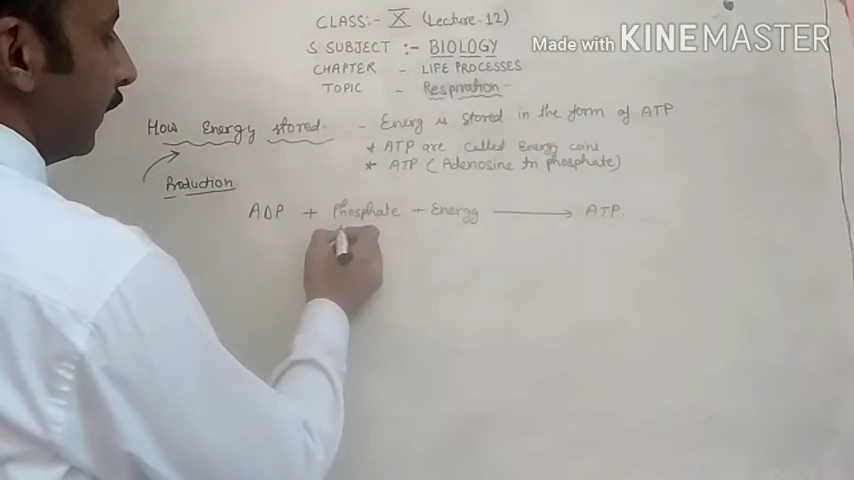 CLASS:- X (Lecture-12)
S SUBJECT :- BIOLOGY
Made with KINEMASTER
CHAPTER - LIFE PROCESSES
TOPIC - Respiration
How Energy stored. - Energ is stored in the form of ATP.
* ATP are called Energy coins
* ATP (Adenosine tri phosphate)
Production
ADP + Phosphate + Energy → ATP.